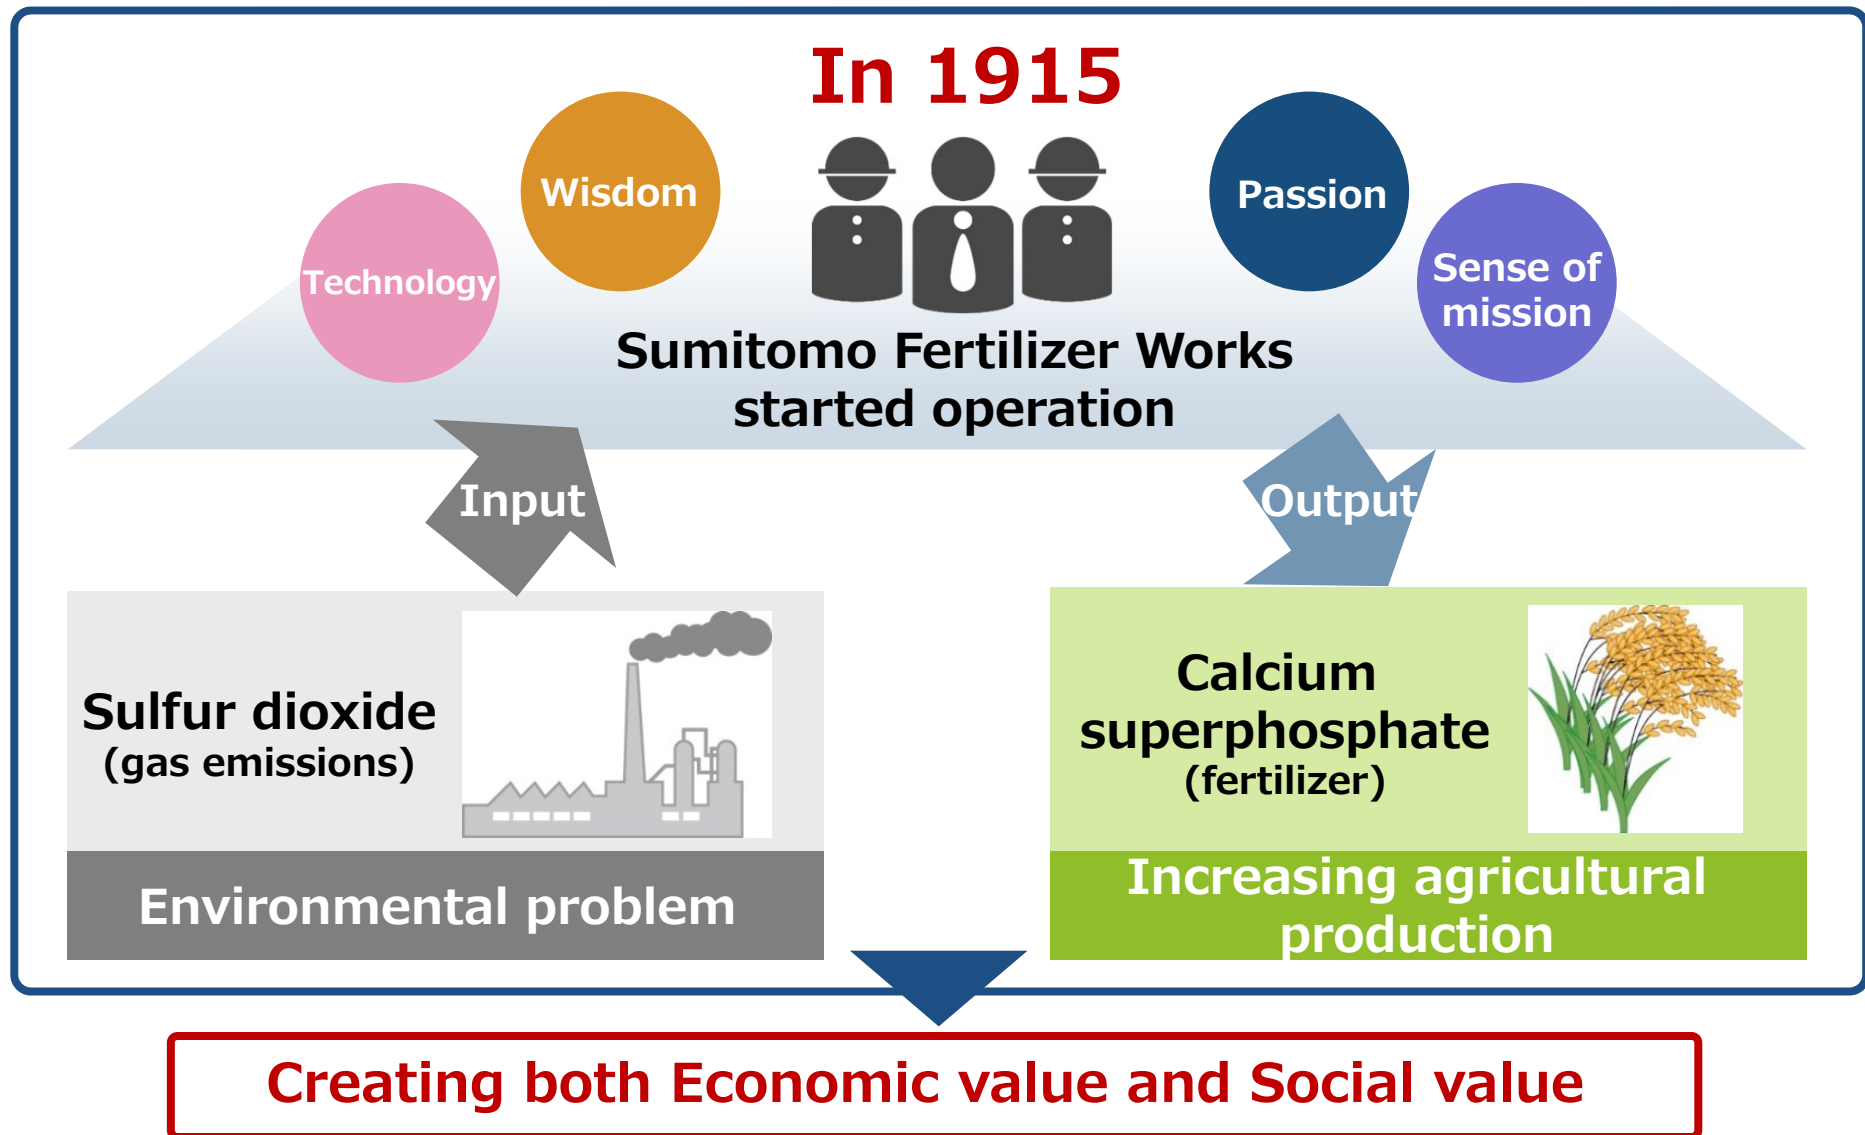 In 1915
Wisdom
Passion
Technology
Sense of
mission
Sumitomo Fertilizer Works
started operation
Input
Output
Sulfur dioxide
(gas emissions)
Environmental problem
Calcium
superphosphate
(fertilizer)
Increasing agricultural
production
Creating both Economic value and Social value